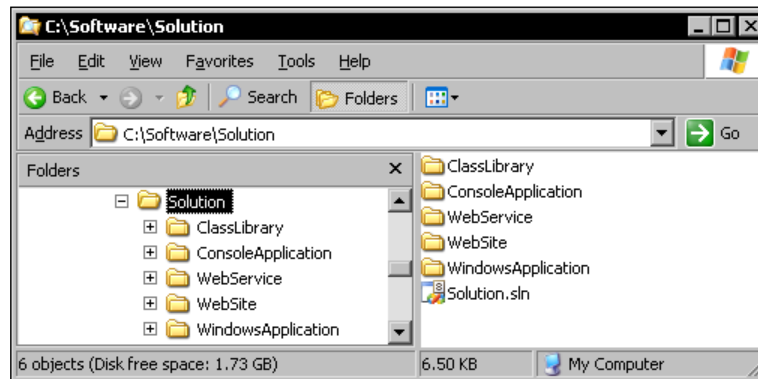 C:\Software\Solution
File Edit View Favorites Tools Help
Back Search Folders
Address C:\Software\Solution Go
Folders
Solution
ClassLibrary
ConsoleApplication
WebService
WebSite
WindowsApplication
ClassLibrary
ConsoleApplication
WebService
WebSite
WindowsApplication
Solution.sln
6 objects (Disk free space: 1.73 GB) 6.50 KB My Computer